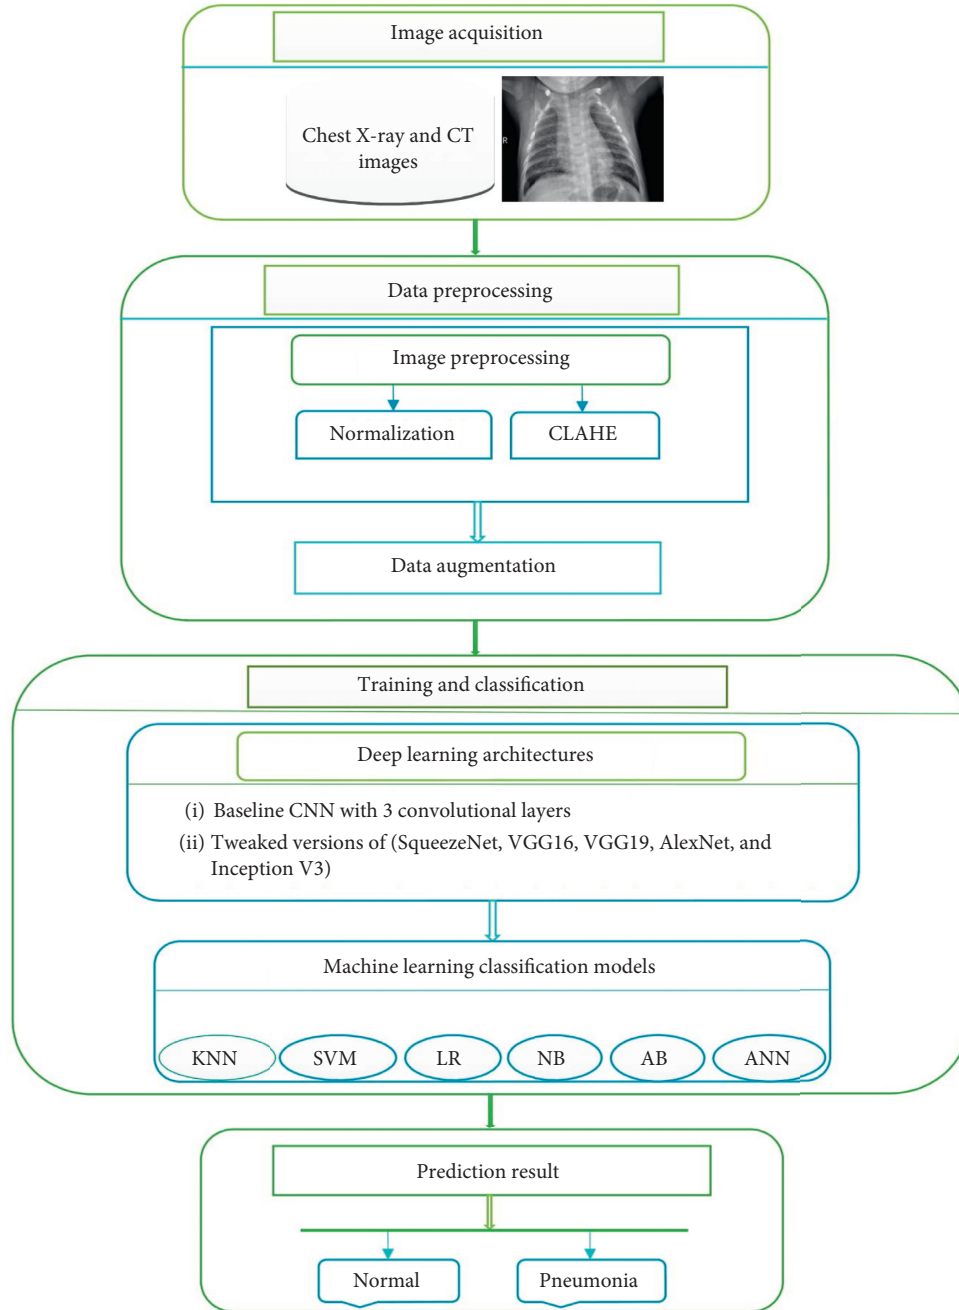 Image acquisition
Chest X-ray and CT
images
R
Data preprocessing
Image preprocessing
Normalization
CLAHE
Data augmentation
Training and classification
Deep learning architectures
(i) Baseline CNN with 3 convolutional layers
(ii) Tweaked versions of (SqueezeNet, VGG16, VGG19, AlexNet, and
Inception V3)
Machine learning classification models
KNN
SVM
LR
NB
AB
ANN
Prediction result
Normal
Pneumonia